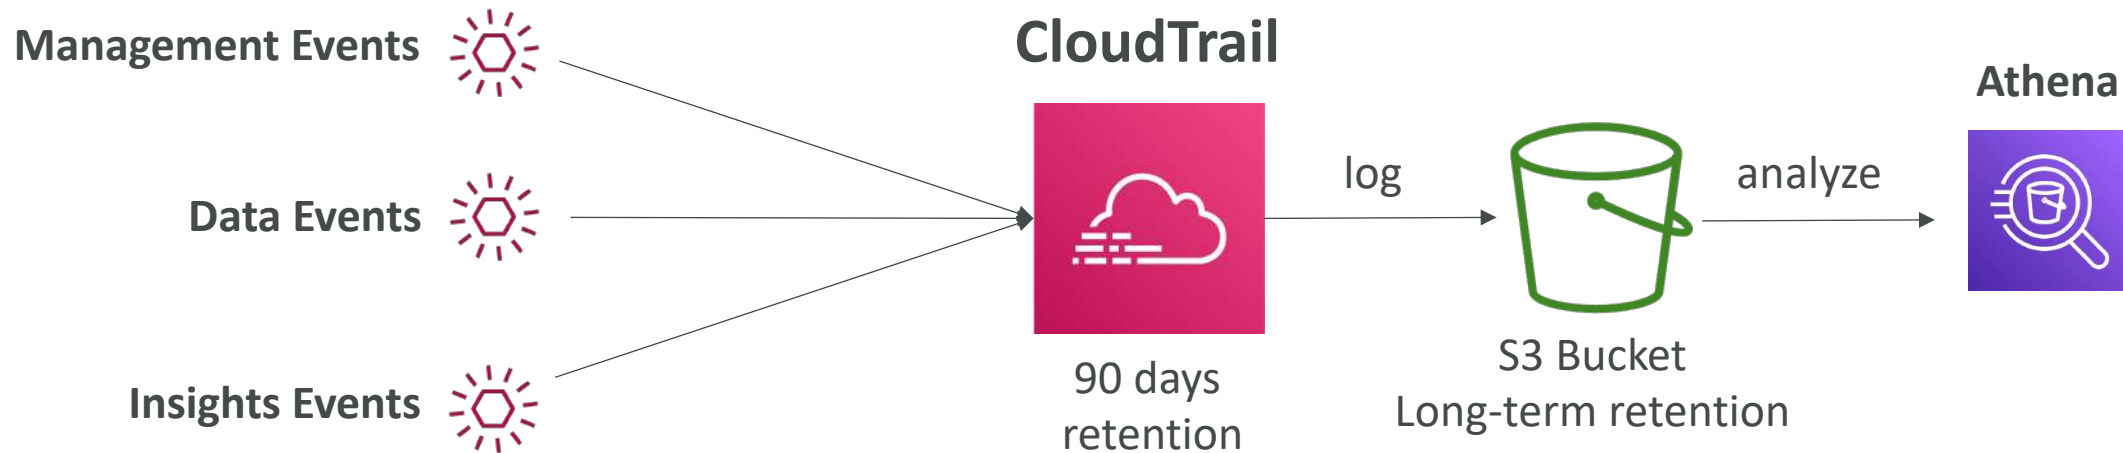 Management Events
Data Events
Insights Events
CloudTrail
90 days
retention
log
S3 Bucket
Long-term retention
analyze
Athena